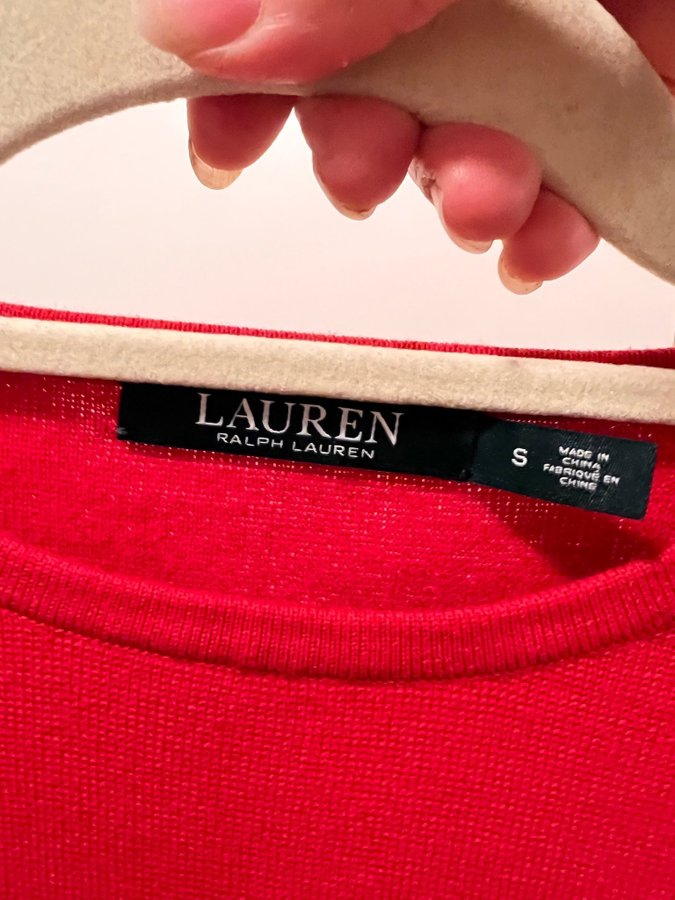 LAUREN
RALPH LAUREN
S
MADE IN
CHINA
FABRIQUÉ EN
CHINE